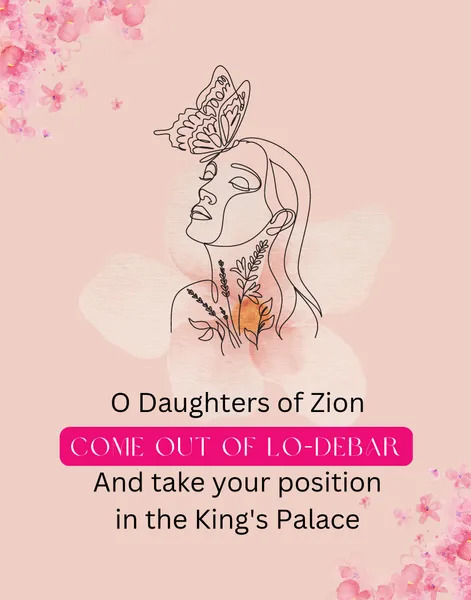 O Daughters of Zion
COME OUT OF LO-DEBAR
And take your position
in the King's Palace